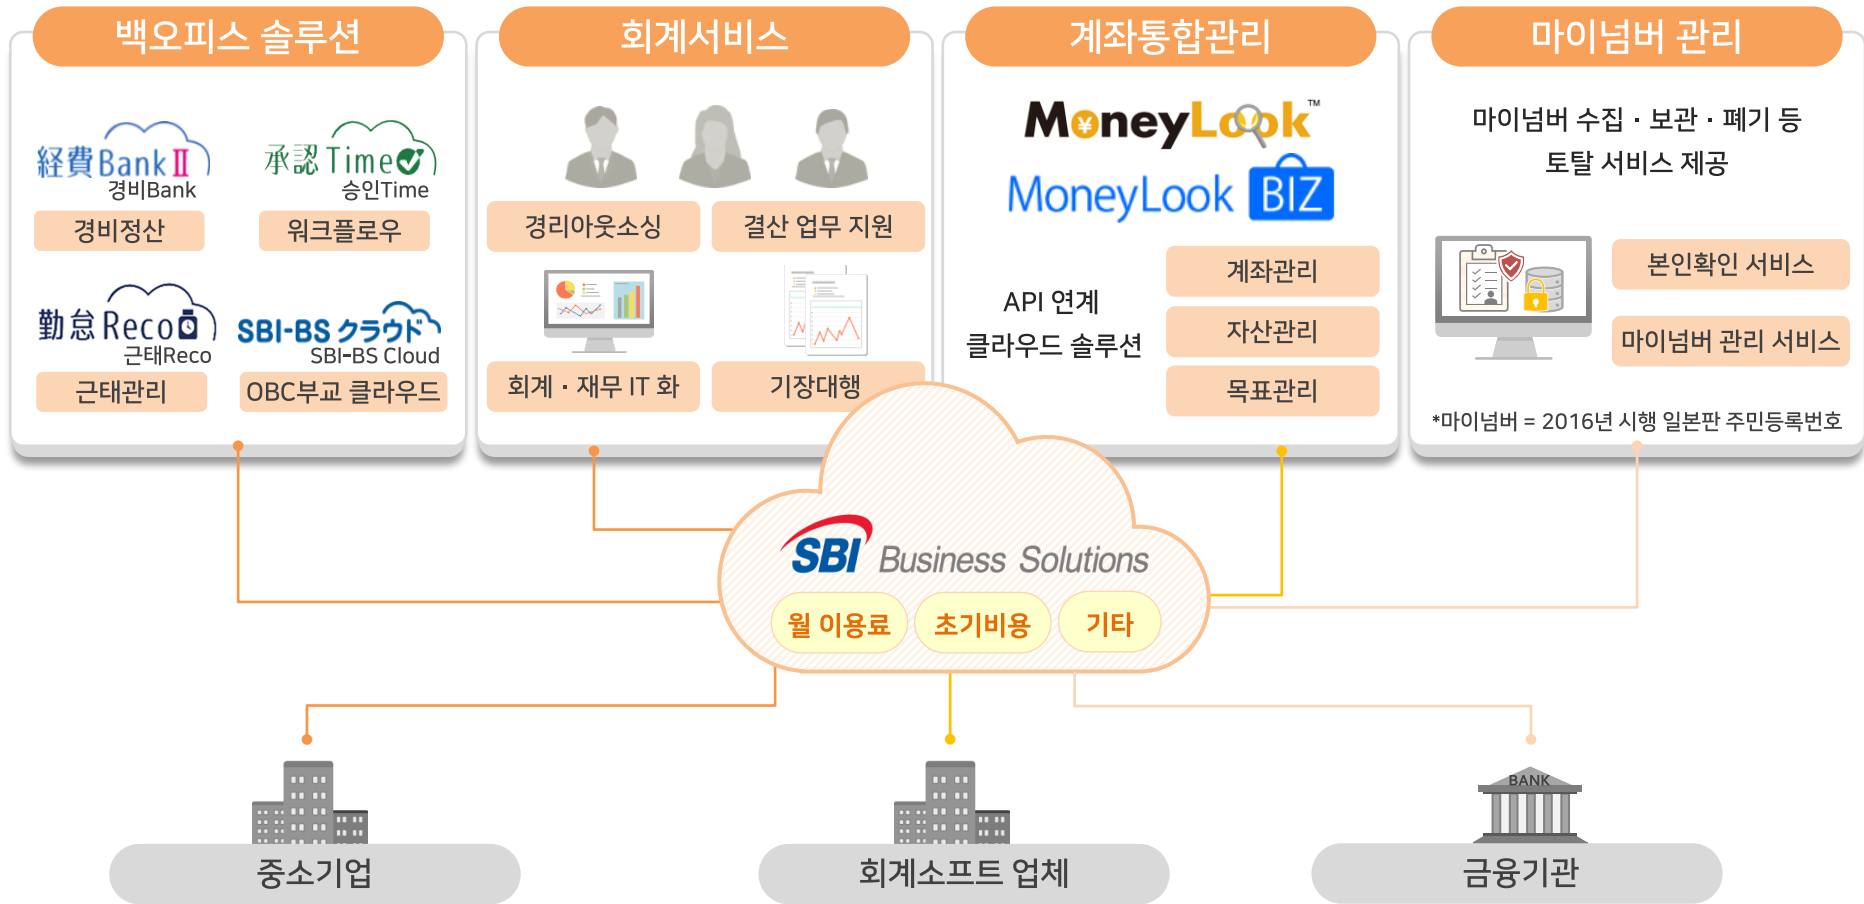 백오피스 솔루션
経費Bank II
경비Bank
경비정산
承認Time
승인Time
워크플로우
勤怠Reco
근태Reco
근태관리
SBI-BS クラウド
SBI-BS Cloud
OBC부교 클라우드
회계서비스
경리아웃소싱
결산 업무 지원
회계 · 재무 IT 화
기장대행
계좌통합관리
MoneyLook™
MoneyLook BIZ
API 연계
클라우드 솔루션
계좌관리
자산관리
목표관리
마이넘버 관리
마이넘버 수집 · 보관 · 폐기 등
토탈 서비스 제공
본인확인 서비스
마이넘버 관리 서비스
*마이넘버 = 2016년 시행 일본판 주민등록번호
SBI Business Solutions
월 이용료
초기비용
기타
BANK
중소기업
회계소프트 업체
금융기관